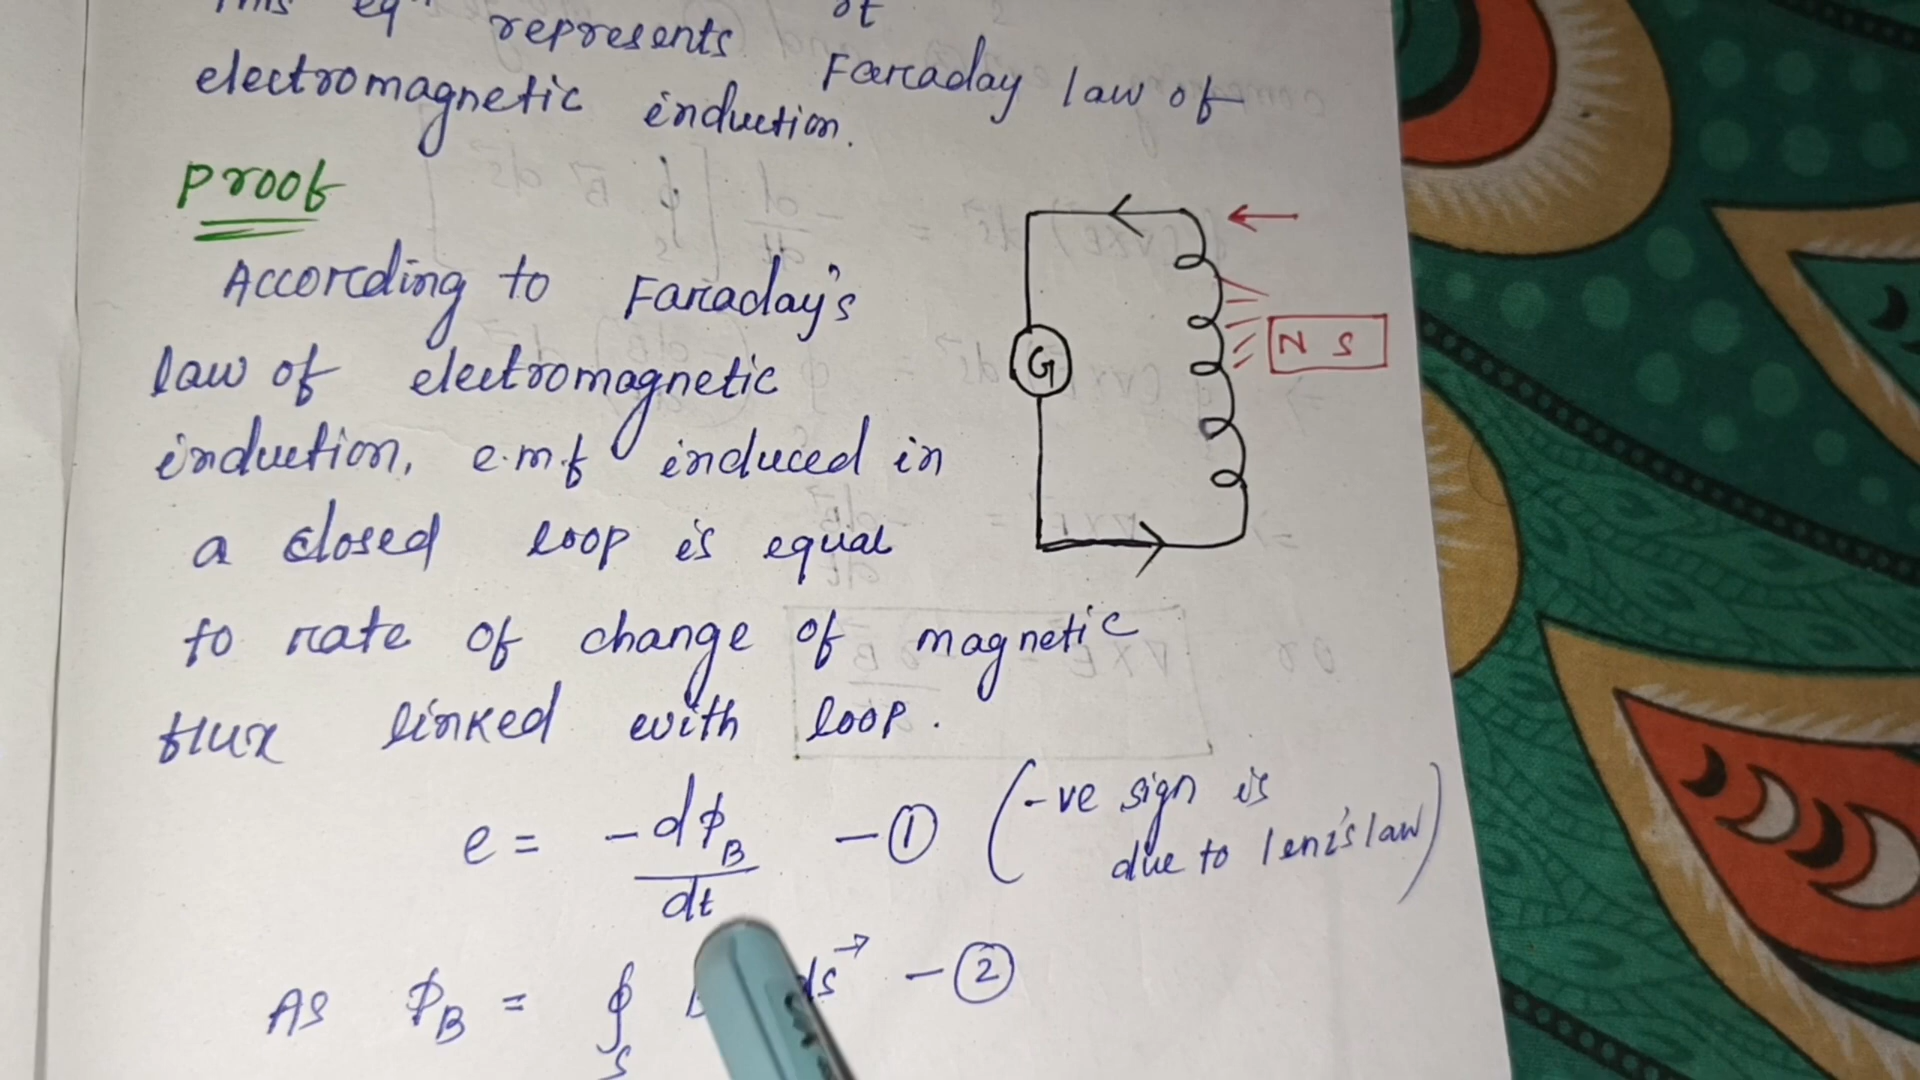 This eqn represents ∂t
Faraday law of
electromagnetic induction.
Proof
According to Faraday's
law of electromagnetic
induction, e.m.f induced in
a closed loop is equal
to rate of change of magnetic
flux linked with loop.
G
N S
e = -dϕB/dt - ① (-ve sign is
due to lenz's law)
As ϕB = ∮s ds→ - ②